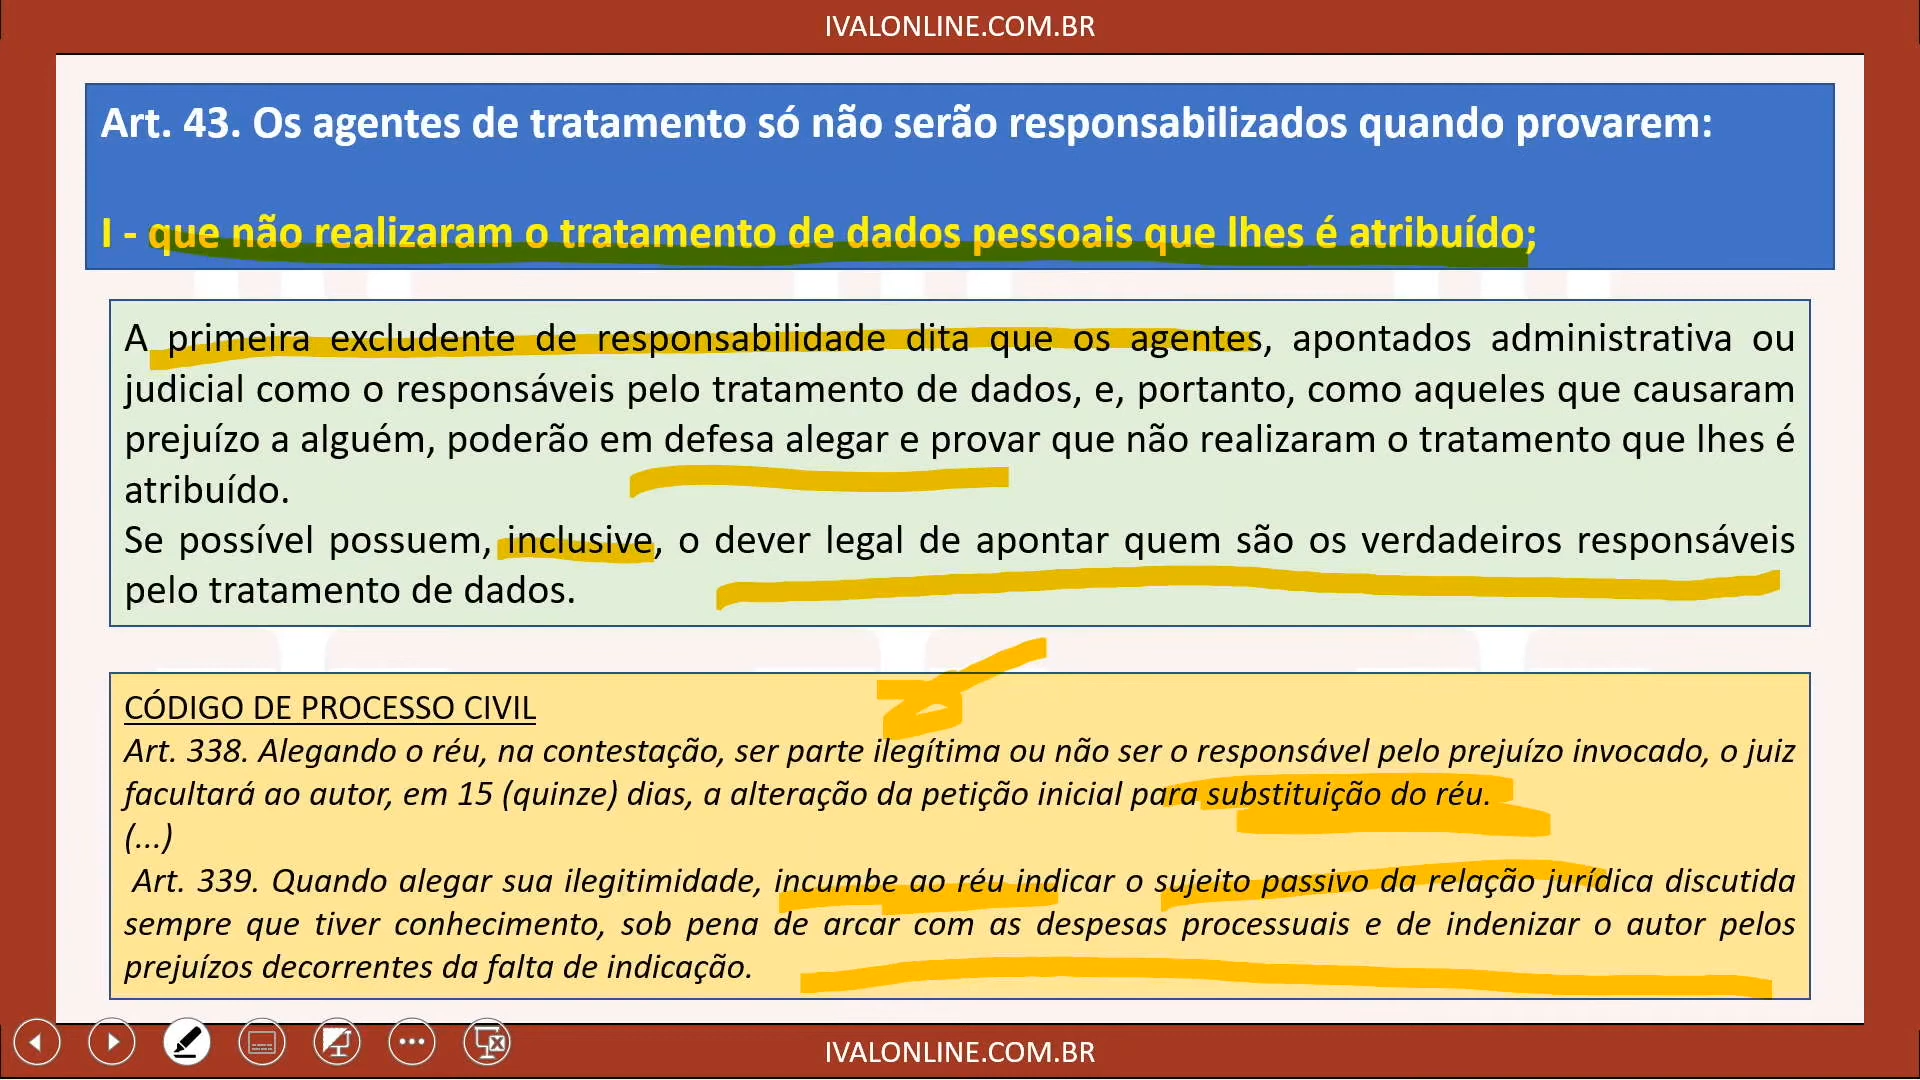 IVALONLINE.COM.BR
Art. 43. Os agentes de tratamento só não serão responsabilizados quando provarem:
I - que não realizaram o tratamento de dados pessoais que lhes é atribuído;
A primeira excludente de responsabilidade dita que os agentes, apontados administrativa ou
judicial como o responsáveis pelo tratamento de dados, e, portanto, como aqueles que causaram
prejuízo a alguém, poderão em defesa alegar e provar que não realizaram o tratamento que lhes é
atribuído.
Se possível possuem, inclusive, o dever legal de apontar quem são os verdadeiros responsáveis
pelo tratamento de dados.
CÓDIGO DE PROCESSO CIVIL
Art. 338. Alegando o réu, na contestação, ser parte ilegítima ou não ser o responsável pelo prejuízo invocado, o juiz
facultará ao autor, em 15 (quinze) dias, a alteração da petição inicial para substituição do réu.
(...)
Art. 339. Quando alegar sua ilegitimidade, incumbe ao réu indicar o sujeito passivo da relação jurídica discutida
sempre que tiver conhecimento, sob pena de arcar com as despesas processuais e de indenizar o autor pelos
prejuízos decorrentes da falta de indicação.
IVALONLINE.COM.BR